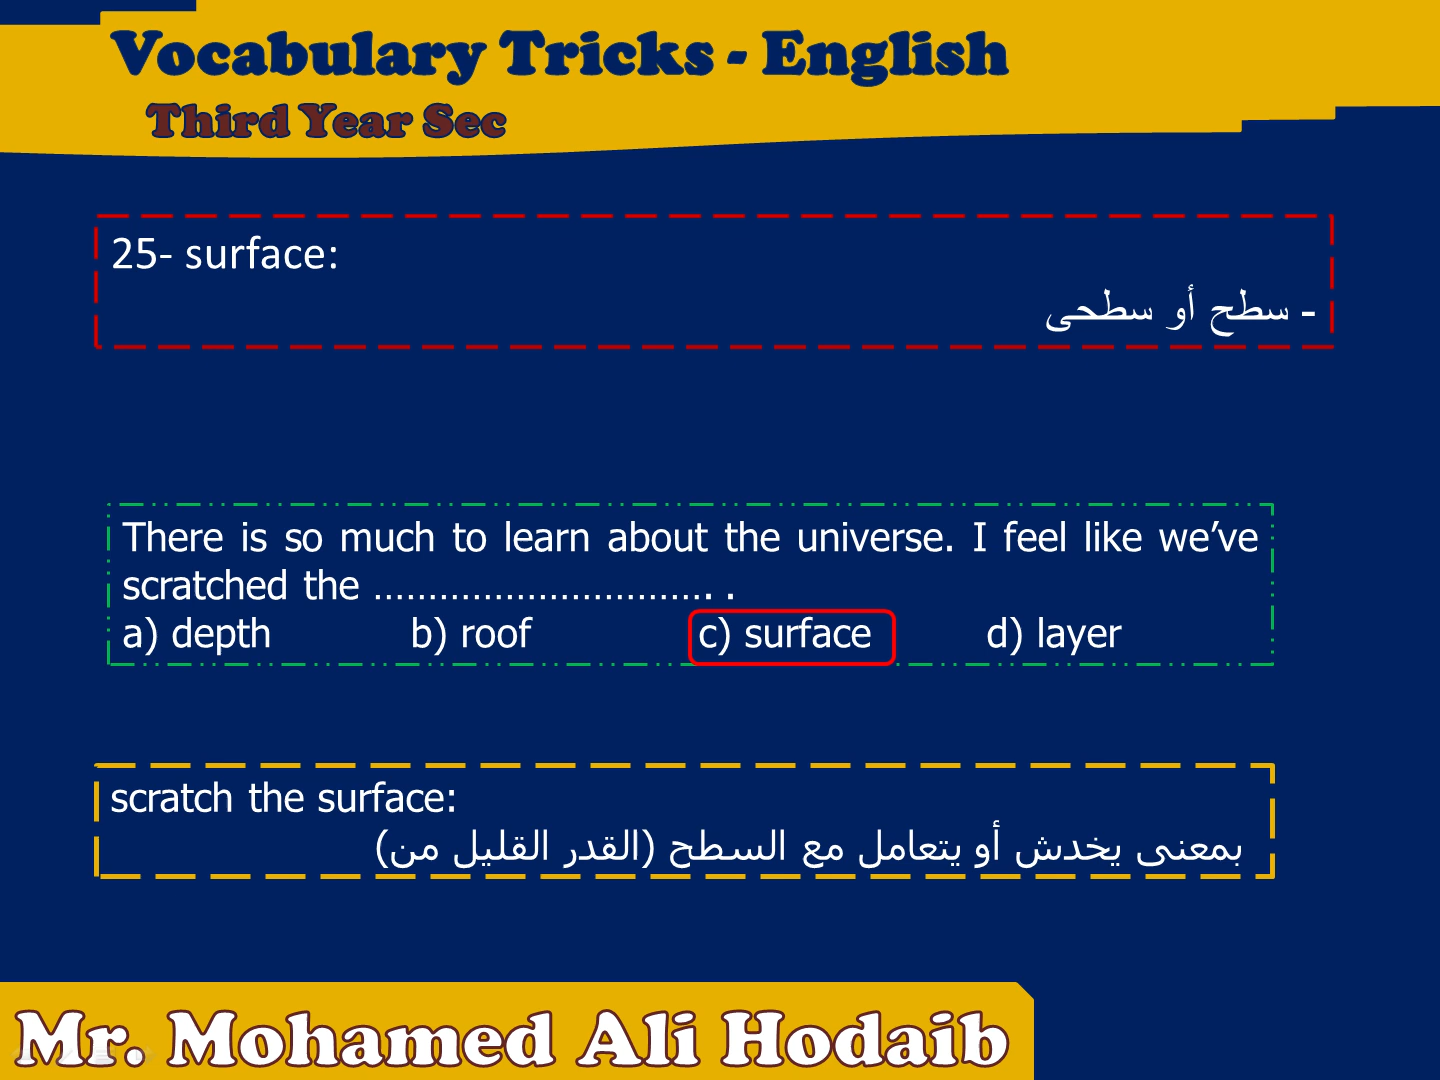 Vocabulary Tricks - English
Third Year Sec
25- surface:
- سطح أو سطحى
There is so much to learn about the universe. I feel like we’ve
scratched the …………………………. .
a) depth b) roof c) surface d) layer
scratch the surface:
بمعنى يخدش أو يتعامل مع السطح (القدر القليل من)
Mr. Mohamed Ali Hodaib